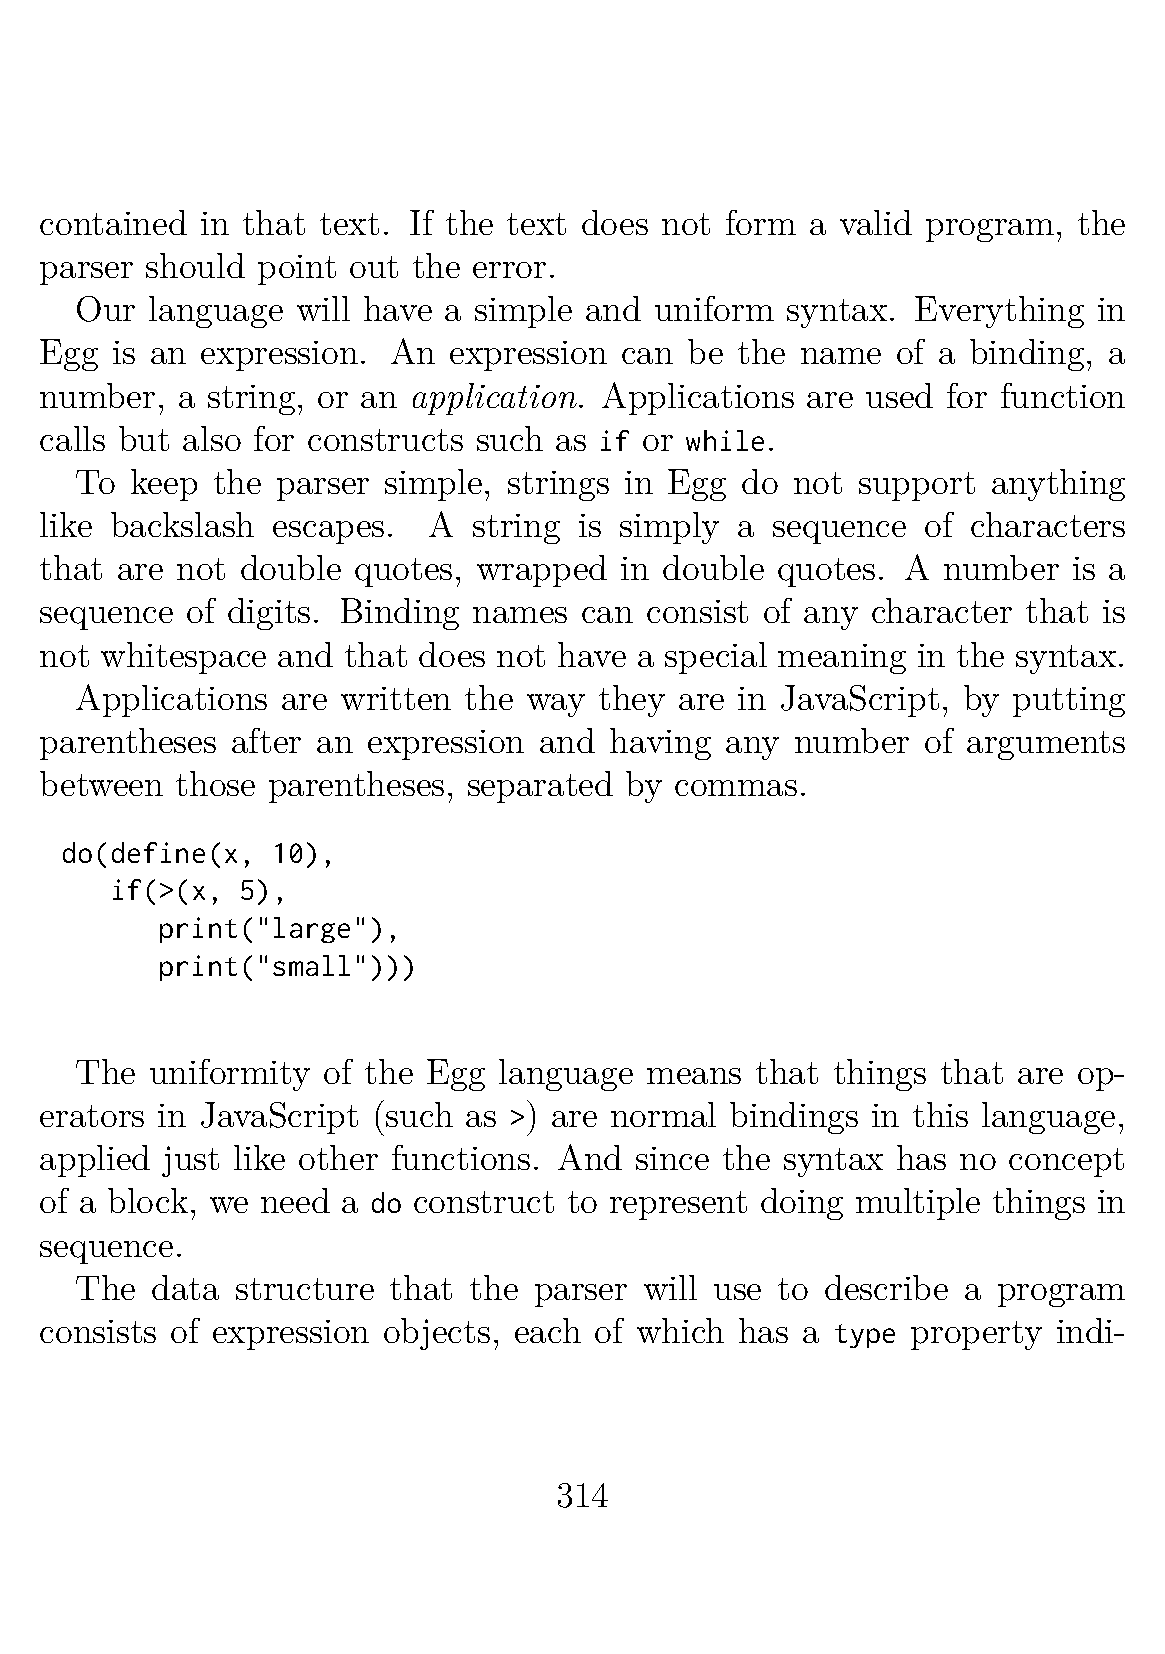 contained in that text. If the text does not form a valid program, the
parser should point out the error.
Our language will have a simple and uniform syntax. Everything in
Egg is an expression. An expression can be the name of a binding, a
number, a string, or an application. Applications are used for function
calls but also for constructs such as if or while.
To keep the parser simple, strings in Egg do not support anything
like backslash escapes. A string is simply a sequence of characters
that are not double quotes, wrapped in double quotes. A number is a
sequence of digits. Binding names can consist of any character that is
not whitespace and that does not have a special meaning in the syntax.
Applications are written the way they are in JavaScript, by putting
parentheses after an expression and having any number of arguments
between those parentheses, separated by commas.
do(define(x, 10),
   if(>(x, 5),
      print("large"),
      print("small")))
The uniformity of the Egg language means that things that are op-
erators in JavaScript (such as >) are normal bindings in this language,
applied just like other functions. And since the syntax has no concept
of a block, we need a do construct to represent doing multiple things in
sequence.
The data structure that the parser will use to describe a program
consists of expression objects, each of which has a type property indi-
314